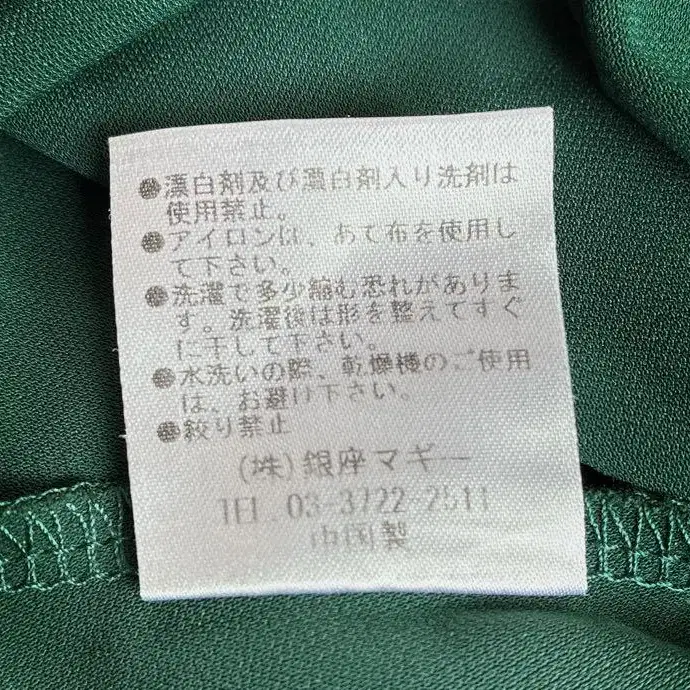 ●漂白剤及び漂白剤入り洗剤は
使用禁止。
●アイロンは、あて布を使用し
て下さい。
●洗濯で多少縮む恐れがありま
す。洗濯後は形を整えてすぐ
に干して下さい。
●水洗いの際、乾燥機のご使用
は、お避け下さい。
●絞り禁止
(株)銀座マギー
TEL. 03-3722-2511
中国製